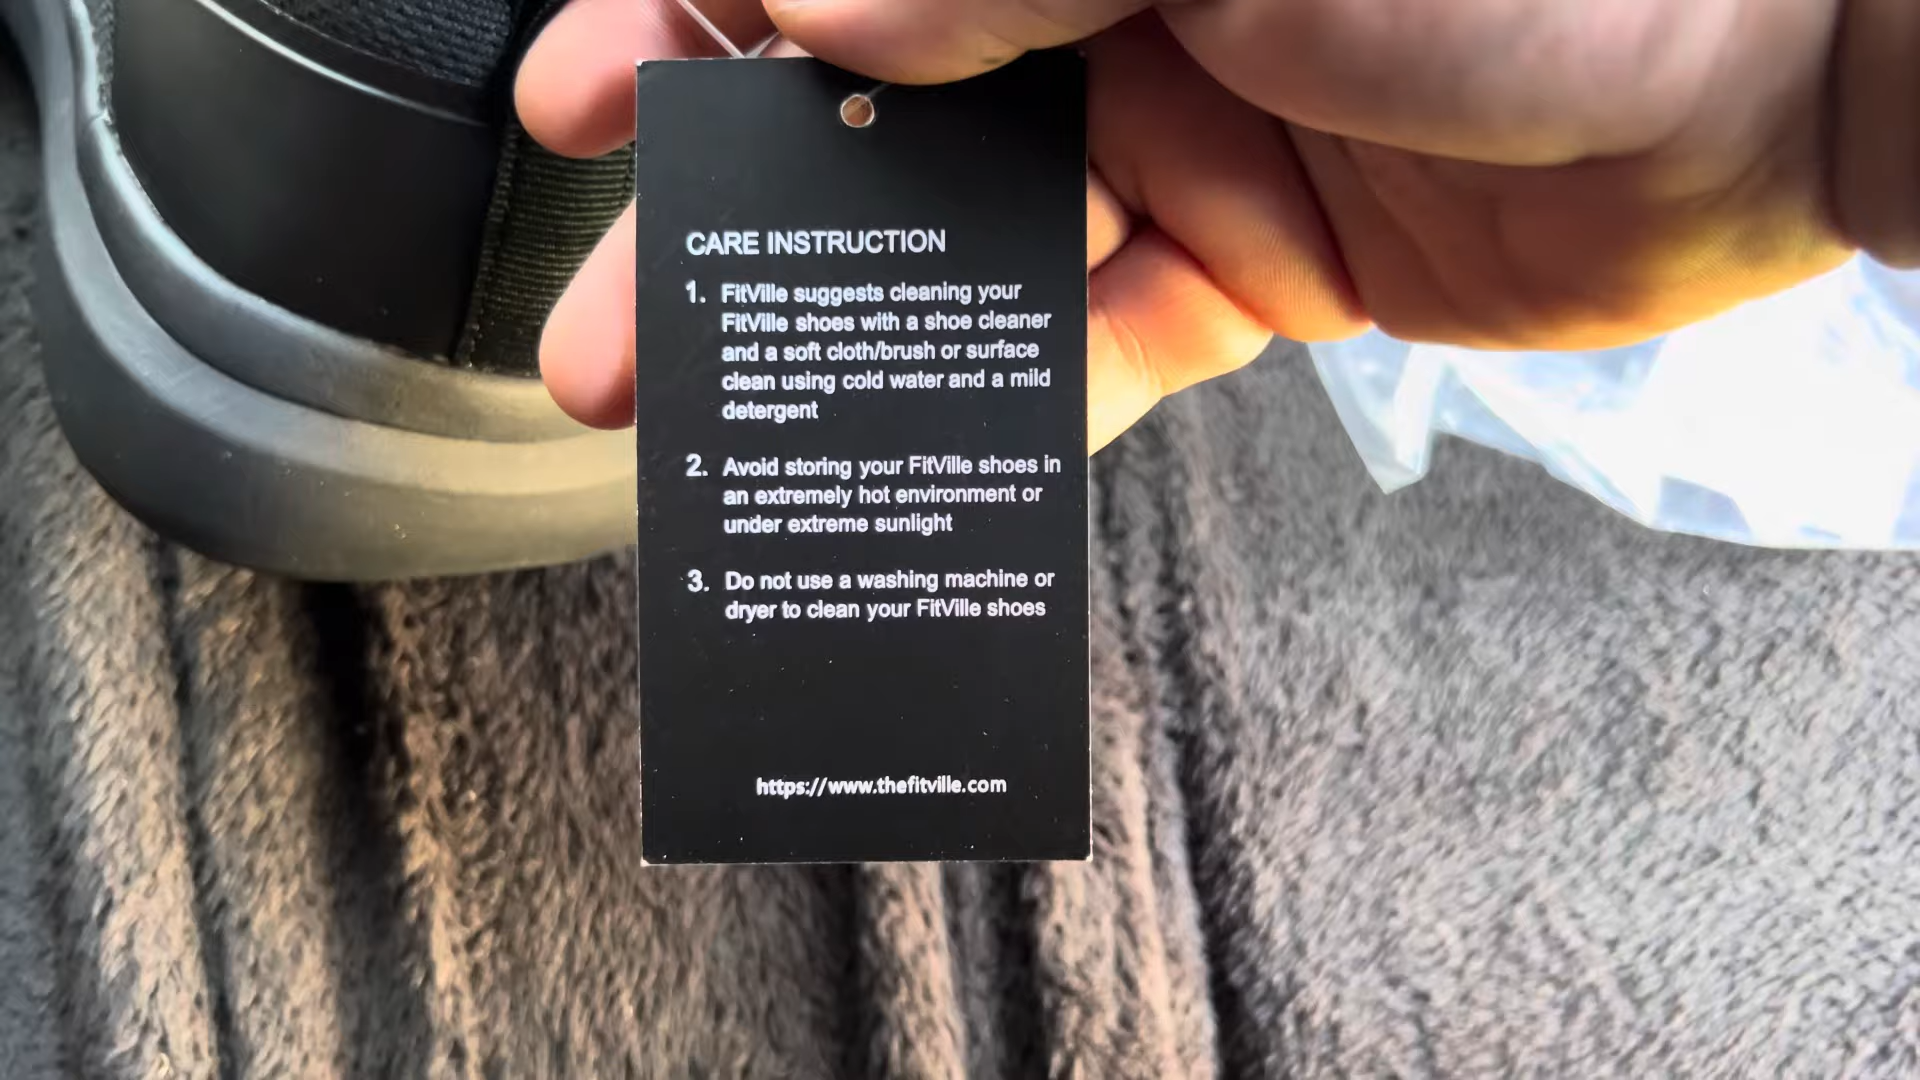 CARE INSTRUCTION
1. FitVille suggests cleaning your
FitVille shoes with a shoe cleaner
and a soft cloth/brush or surface
clean using cold water and a mild
detergent
2. Avoid storing your FitVille shoes in
an extremely hot environment or
under extreme sunlight
3. Do not use a washing machine or
dryer to clean your FitVille shoes
https://www.thefitville.com